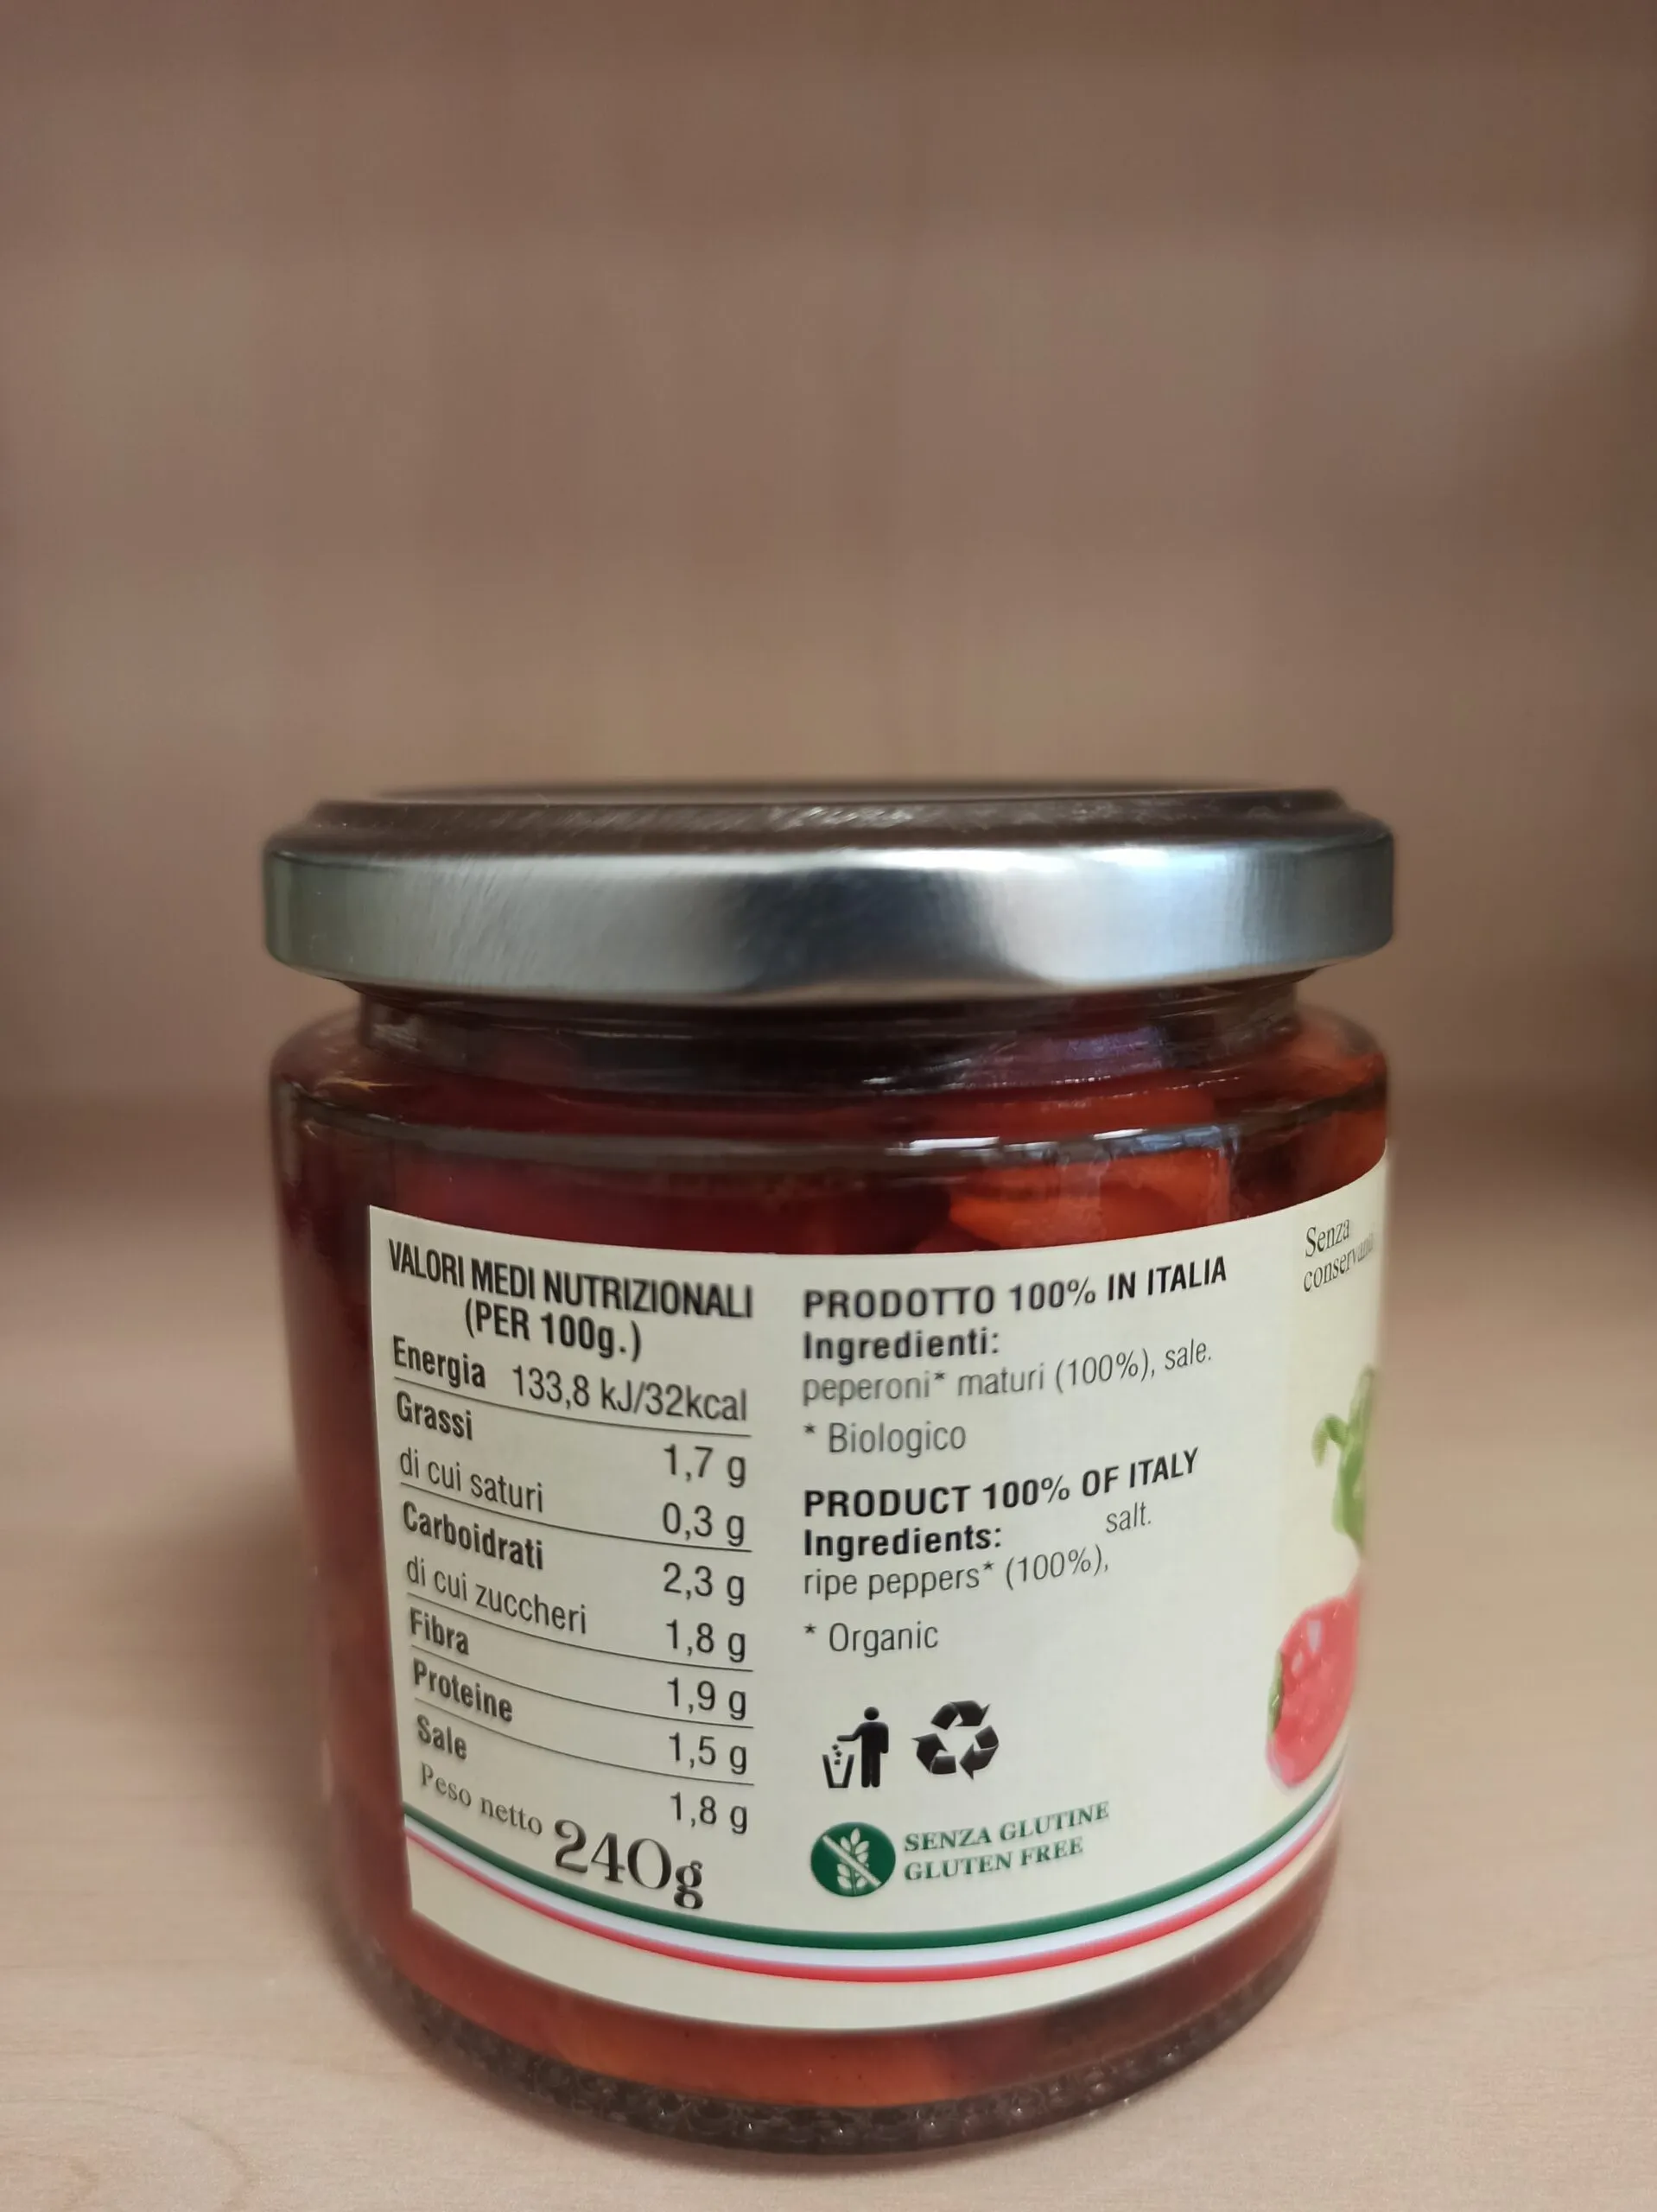 VALORI MEDI NUTRIZIONALI
(PER 100g.)
Energia 133,8 kJ/32kcal
Grassi 1,7 g
di cui saturi 0,3 g
Carboidrati 2,3 g
di cui zuccheri 1,8 g
Fibra 1,9 g
Proteine 1,5 g
Sale 1,8 g
Peso netto 240g
PRODOTTO 100% IN ITALIA
Ingredienti:
peperoni* maturi (100%), sale.
* Biologico
PRODUCT 100% OF ITALY
Ingredients:
ripe peppers* (100%), salt.
* Organic
SENZA GLUTINE
GLUTEN FREE
Senza